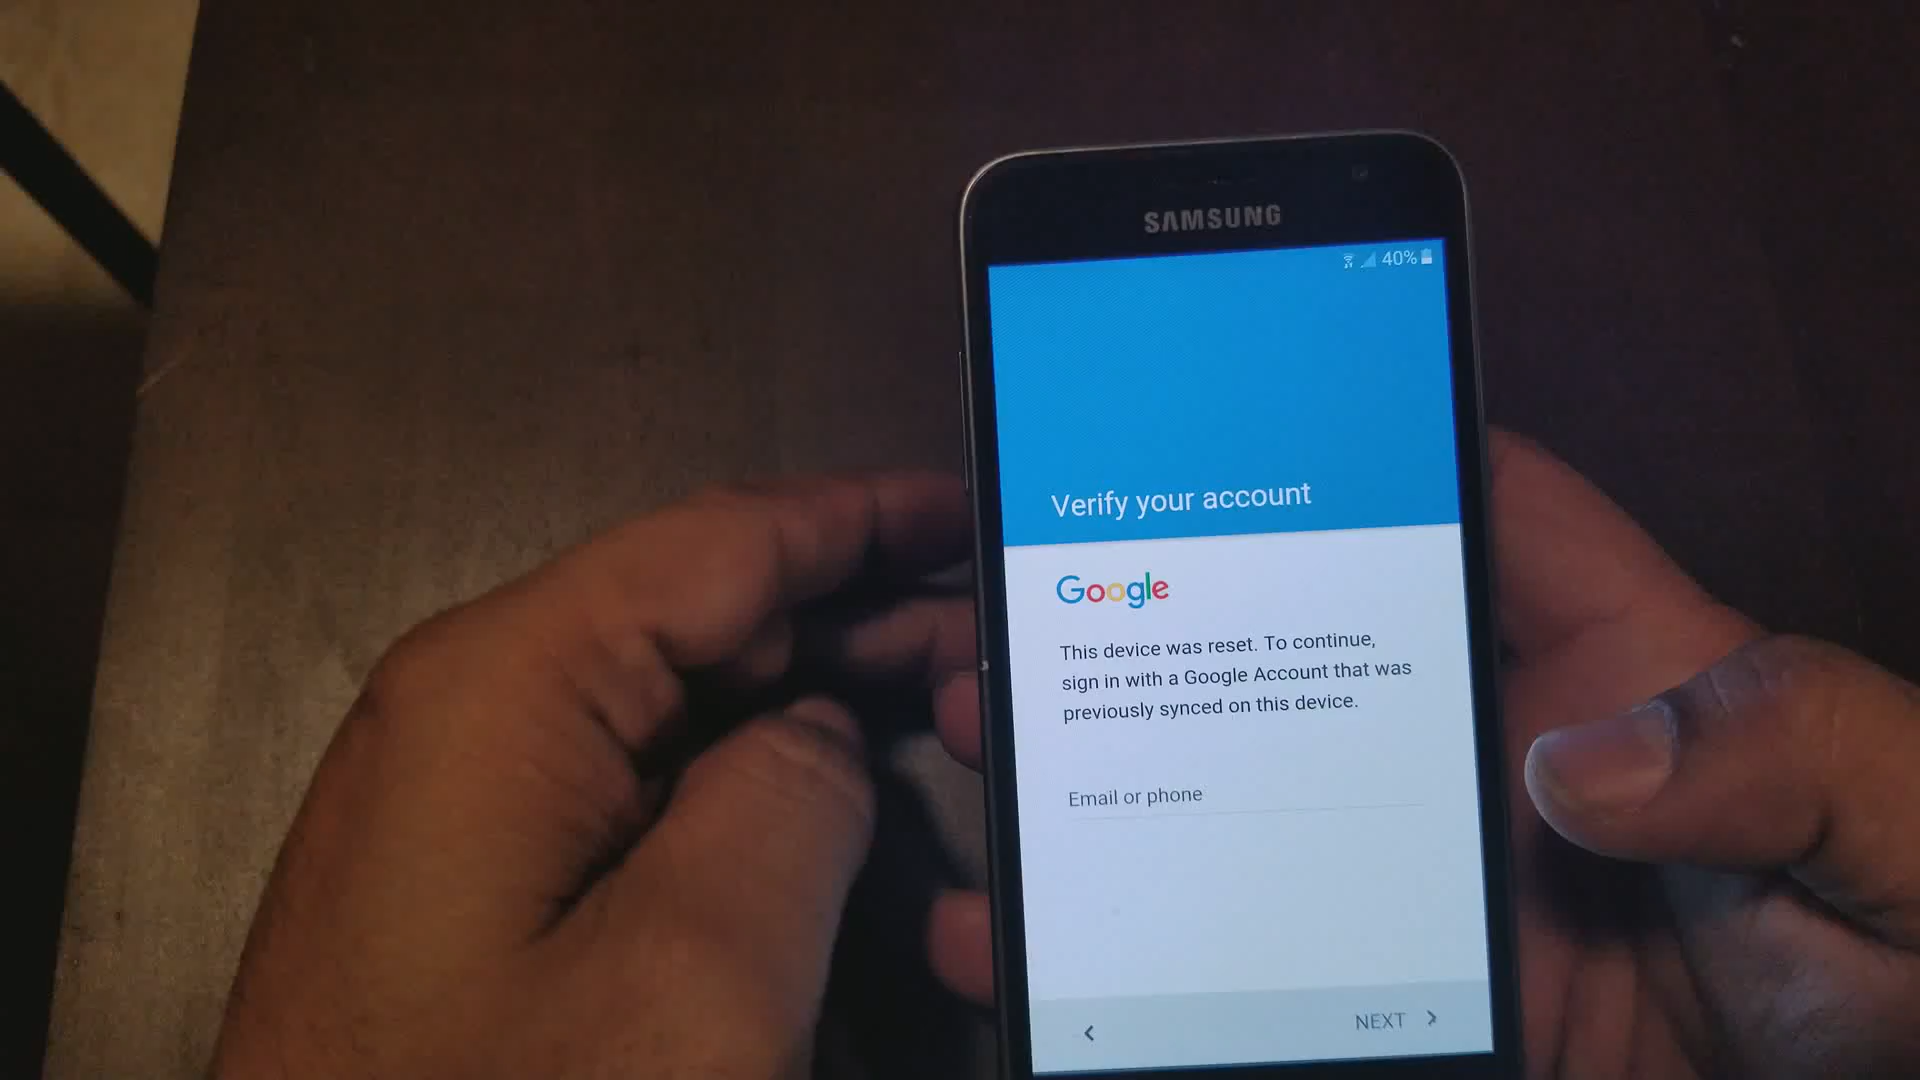 SAMSUNG
40%
Verify your account
Google
This device was reset. To continue,
sign in with a Google Account that was
previously synced on this device.
Email or phone
NEXT